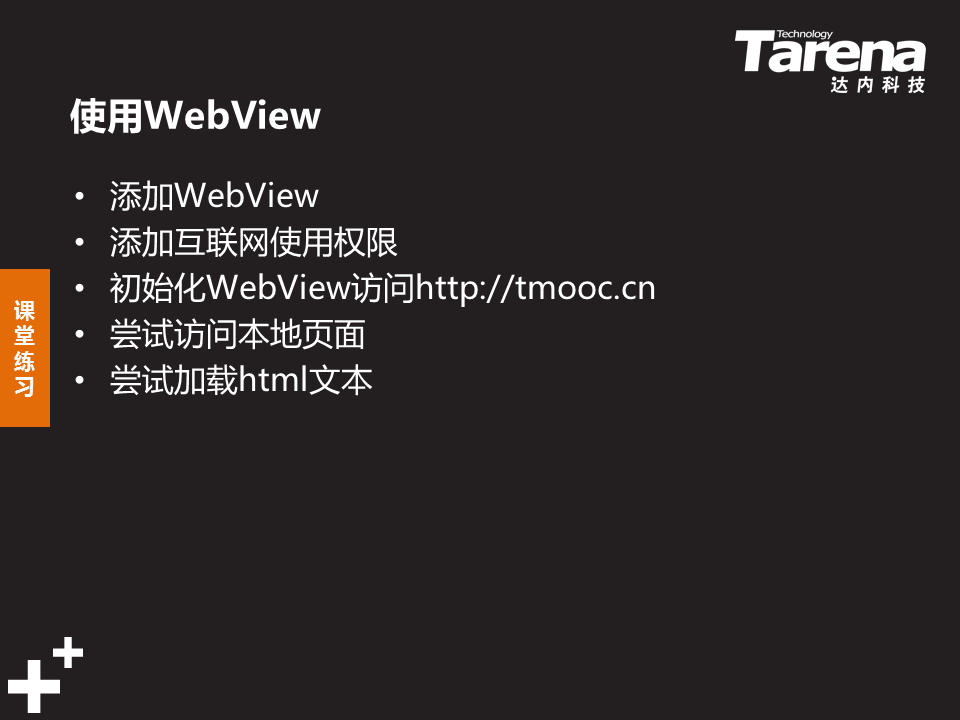 Technology
Tarena
达内科技
使用WebView
• 添加WebView
• 添加互联网使用权限
• 初始化WebView访问http://tmooc.cn
• 尝试访问本地页面
• 尝试加载html文本
课
堂
练
习